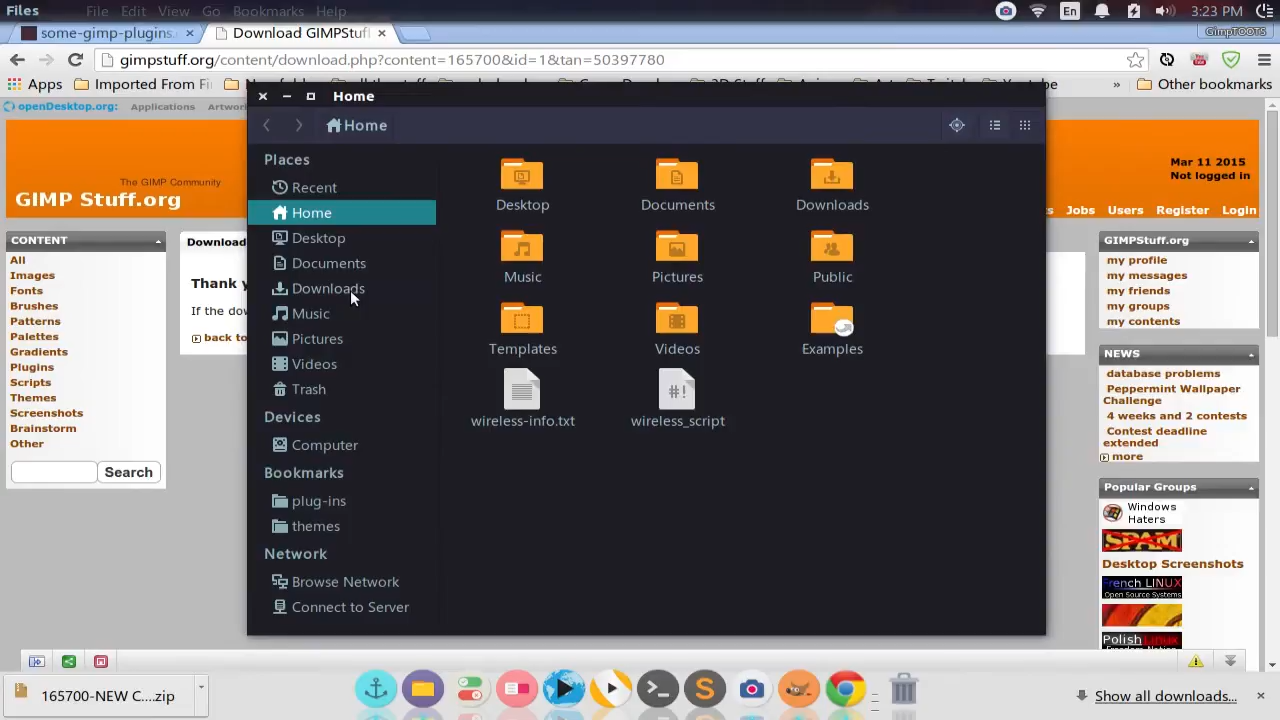 Files File Edit View Go Bookmarks Help En 3:23 PM
some-gimp-plugins. × Download GIMPStuf × GimpTOOTS
gimpstuff.org/content/download.php?content=165700&id=1&tan=50397780
Apps Imported From Fi » Other bookmarks
openDesktop.org: Applications Artwor
The GIMP Community
GIMP Stuff.org
Mar 11 2015
Not logged in
Jobs Users Register Login
CONTENT
All
Images
Fonts
Brushes
Patterns
Palettes
Gradients
Plugins
Scripts
Themes
Screenshots
Brainstorm
Other
Search
Download
Thank y
If the dow
back to
Home
Home
Places
Recent
Home
Desktop
Documents
Downloads
Music
Pictures
Videos
Trash
Devices
Computer
Bookmarks
plug-ins
themes
Network
Browse Network
Connect to Server
Desktop Documents Downloads
Music Pictures Public
Templates Videos Examples
#!
wireless-info.txt wireless_script
GIMPStuff.org
my profile
my messages
my friends
my groups
my contents
NEWS
database problems
Peppermint Wallpaper
Challenge
4 weeks and 2 contests
Contest deadline
extended
more
Popular Groups
Windows
Haters
SPAM
Desktop Screenshots
French LINUX
Open Source Systems
Polish Linux
165700-NEW C....zip
Show all downloads...